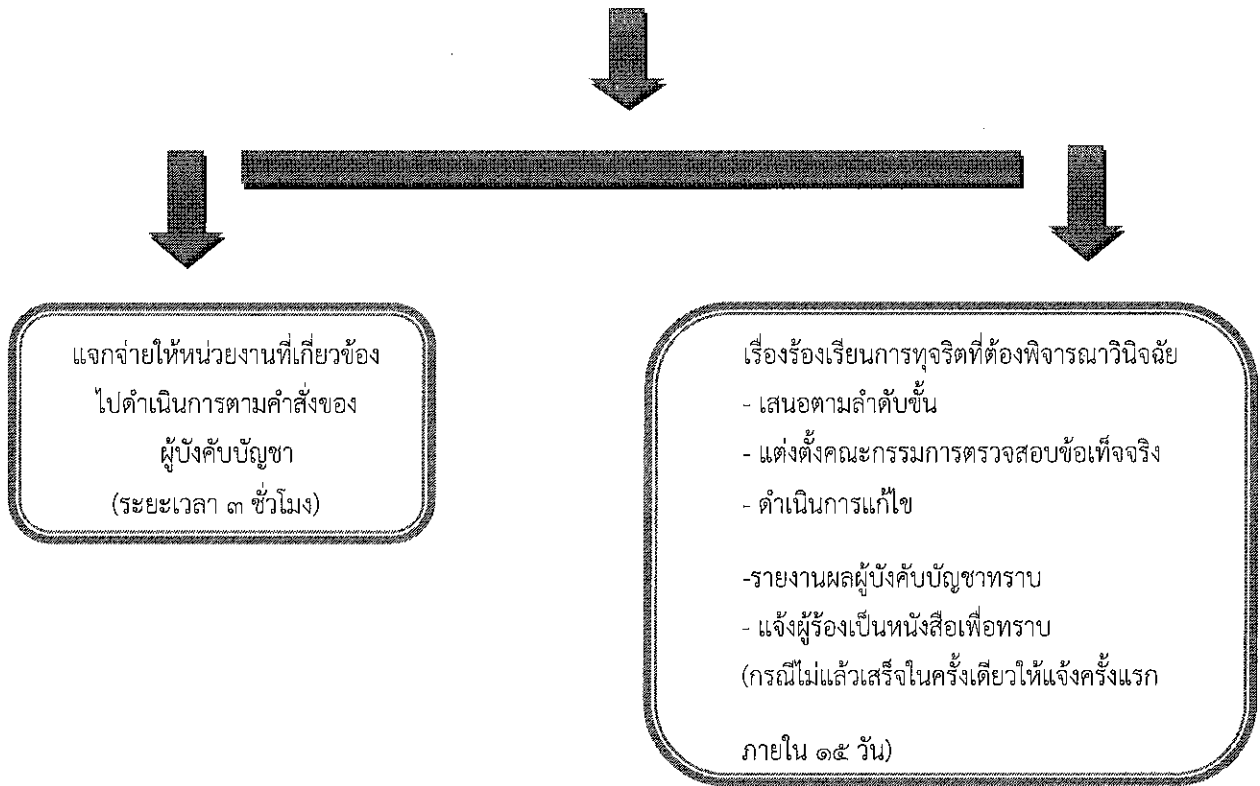 แจกจ่ายให้หน่วยงานที่เกี่ยวข้อง
ไปดำเนินการตามคำสั่งของ
ผู้บังคับบัญชา
(ระยะเวลา ๓ ชั่วโมง)
เรื่องร้องเรียนการทุจริตที่ต้องพิจารณาวินิจฉัย
- เสนอตามลำดับขั้น
- แต่งตั้งคณะกรรมการตรวจสอบข้อเท็จจริง
- ดำเนินการแก้ไข
-รายงานผลผู้บังคับบัญชาทราบ
- แจ้งผู้ร้องเป็นหนังสือเพื่อทราบ
(กรณีไม่แล้วเสร็จในครั้งเดียวให้แจ้งครั้งแรก
ภายใน ๑๕ วัน)